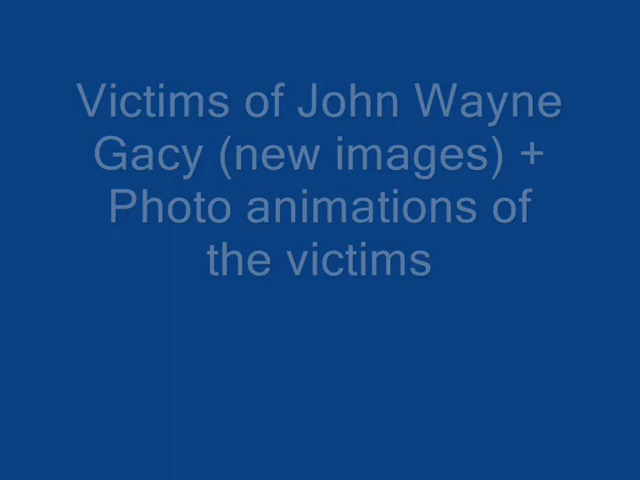 Victims of John Wayne
Gacy (new images) +
Photo animations of
the victims